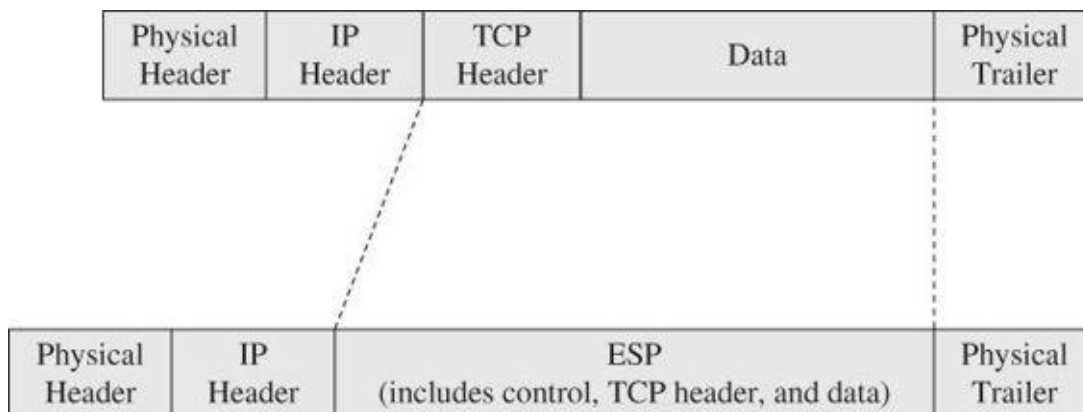 Physical Header
IP Header
TCP Header
Data
Physical Trailer
Physical Header
IP Header
ESP
(includes control, TCP header, and data)
Physical Trailer